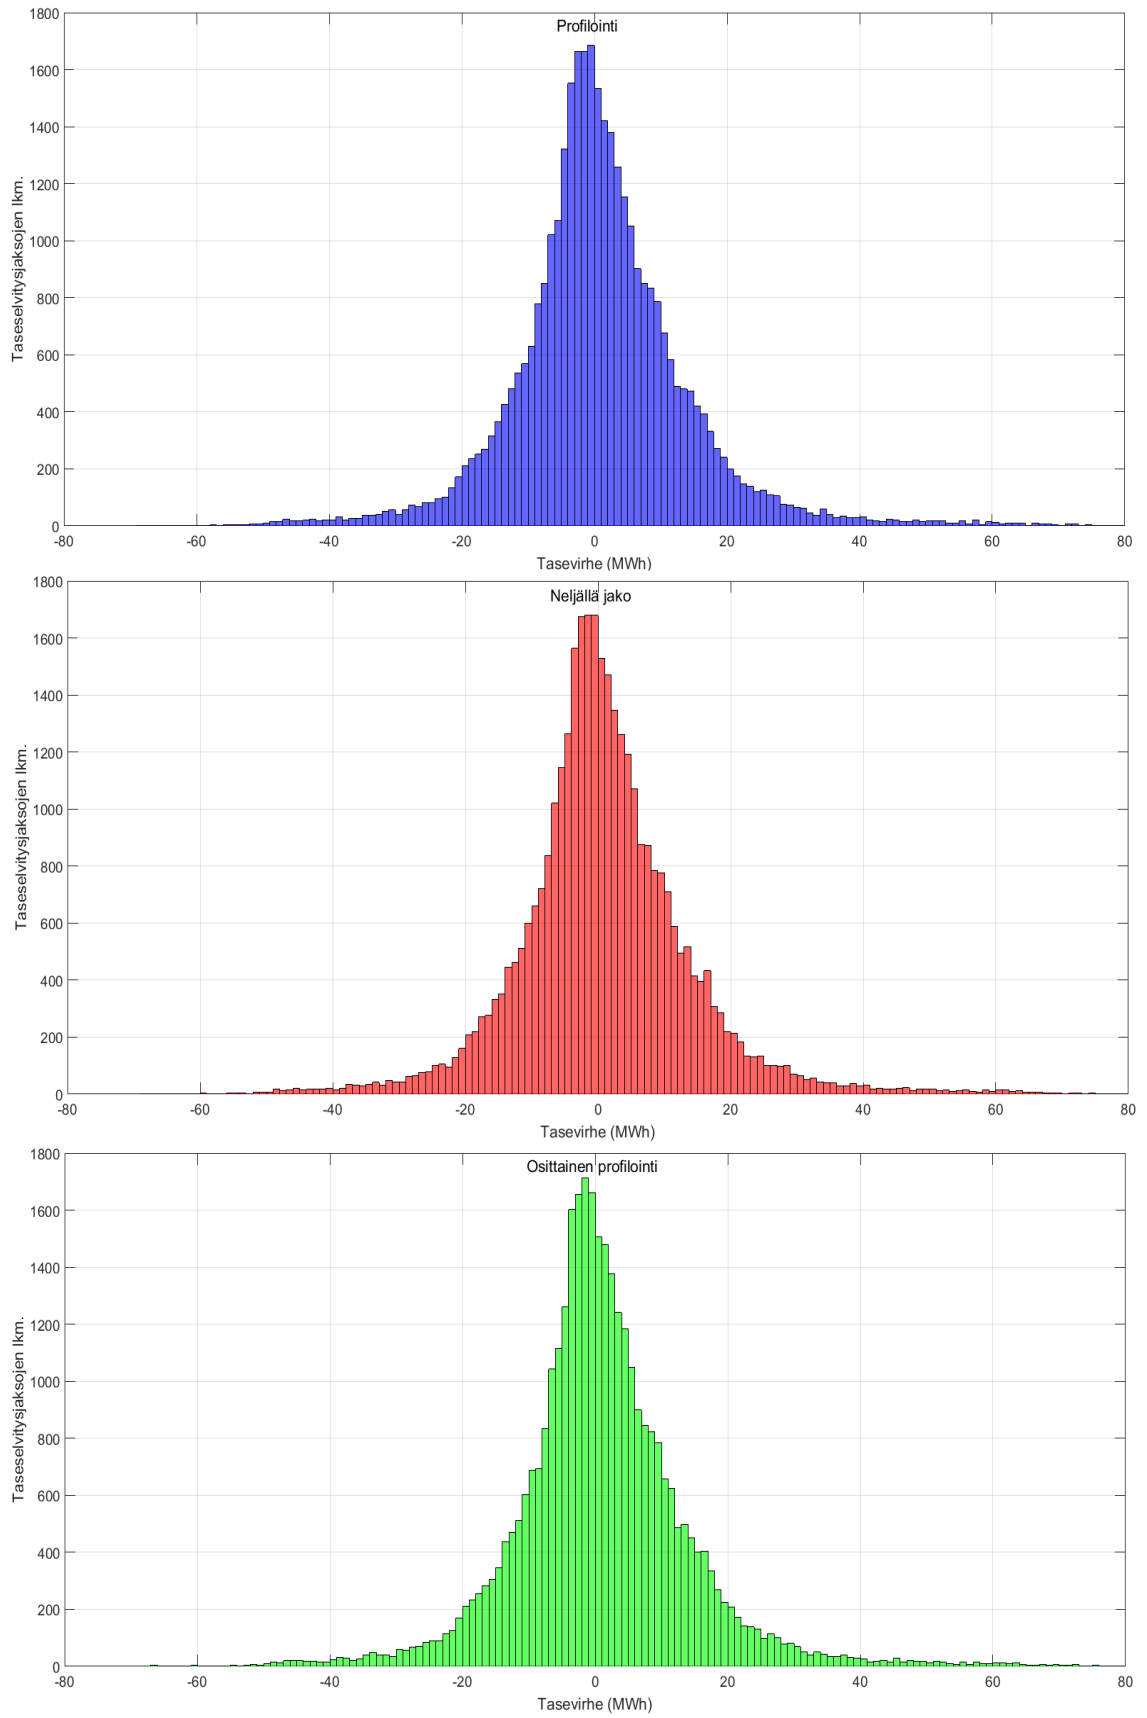 Profilointi
1800
1600
1400
1200
1000
800
600
400
200
0
Taseselvitysjaksojen lkm.
-80 -60 -40 -20 0 20 40 60 80
Tasevirhe (MWh)
Neljällä jako
1800
1600
1400
1200
1000
800
600
400
200
0
Taseselvitysjaksojen lkm.
-80 -60 -40 -20 0 20 40 60 80
Tasevirhe (MWh)
Osittainen profilointi
1800
1600
1400
1200
1000
800
600
400
200
0
Taseselvitysjaksojen lkm.
-80 -60 -40 -20 0 20 40 60 80
Tasevirhe (MWh)